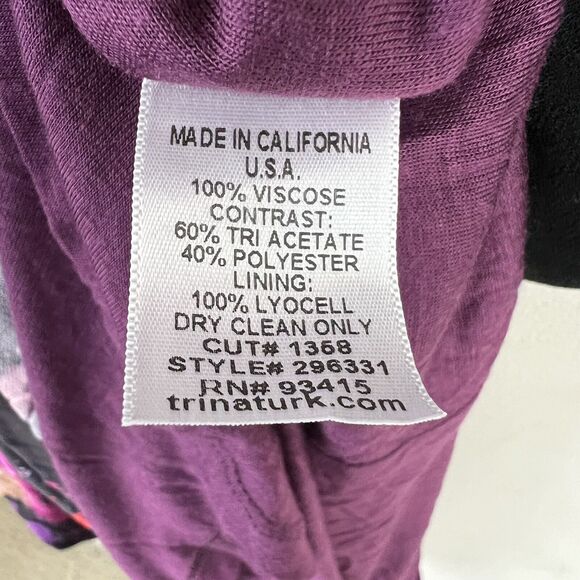 MADE IN CALIFORNIA
U.S.A.
100% VISCOSE
CONTRAST:
60% TRI ACETATE
40% POLYESTER
LINING:
100% LYOCELL
DRY CLEAN ONLY
CUT# 1368
STYLE# 296331
RN# 93415
trinaturk.com